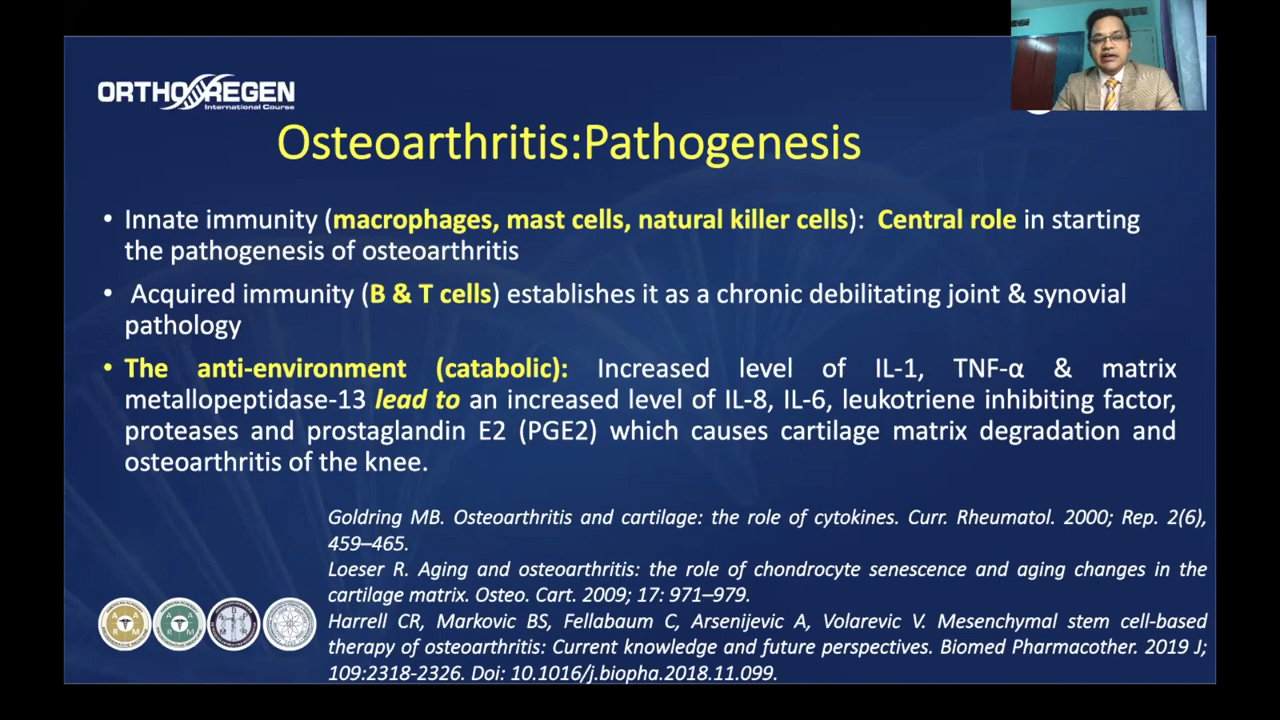 ORTHO REGEN
International Course
Osteoarthritis:Pathogenesis
• Innate immunity (macrophages, mast cells, natural killer cells): Central role in starting
the pathogenesis of osteoarthritis
• Acquired immunity (B & T cells) establishes it as a chronic debilitating joint & synovial
pathology
• The anti-environment (catabolic): Increased level of IL-1, TNF-α & matrix
metallopeptidase-13 lead to an increased level of IL-8, IL-6, leukotriene inhibiting factor,
proteases and prostaglandin E2 (PGE2) which causes cartilage matrix degradation and
osteoarthritis of the knee.
Goldring MB. Osteoarthritis and cartilage: the role of cytokines. Curr. Rheumatol. 2000; Rep. 2(6),
459–465.
Loeser R. Aging and osteoarthritis: the role of chondrocyte senescence and aging changes in the
cartilage matrix. Osteo. Cart. 2009; 17: 971–979.
Harrell CR, Markovic BS, Fellabaum C, Arsenijevic A, Volarevic V. Mesenchymal stem cell-based
therapy of osteoarthritis: Current knowledge and future perspectives. Biomed Pharmacother. 2019 J;
109:2318-2326. Doi: 10.1016/j.biopha.2018.11.099.